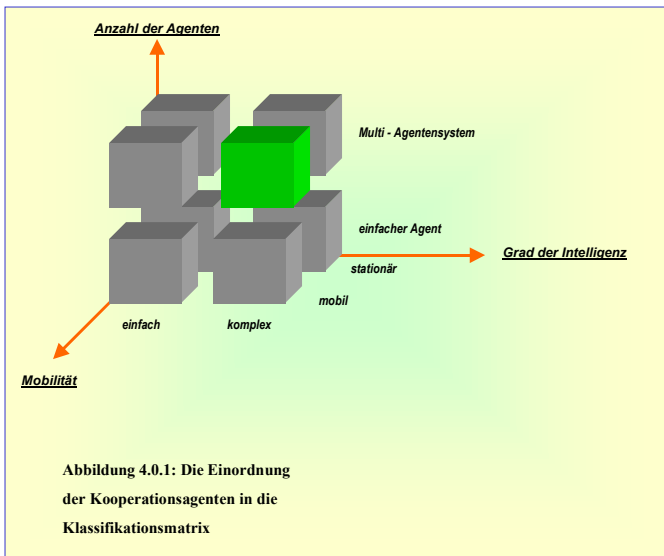 Anzahl der Agenten
Multi - Agentensystem
einfacher Agent
Grad der Intelligenz
stationär
mobil
einfach komplex
Mobilität
Abbildung 4.0.1: Die Einordnung
der Kooperationsagenten in die
Klassifikationsmatrix